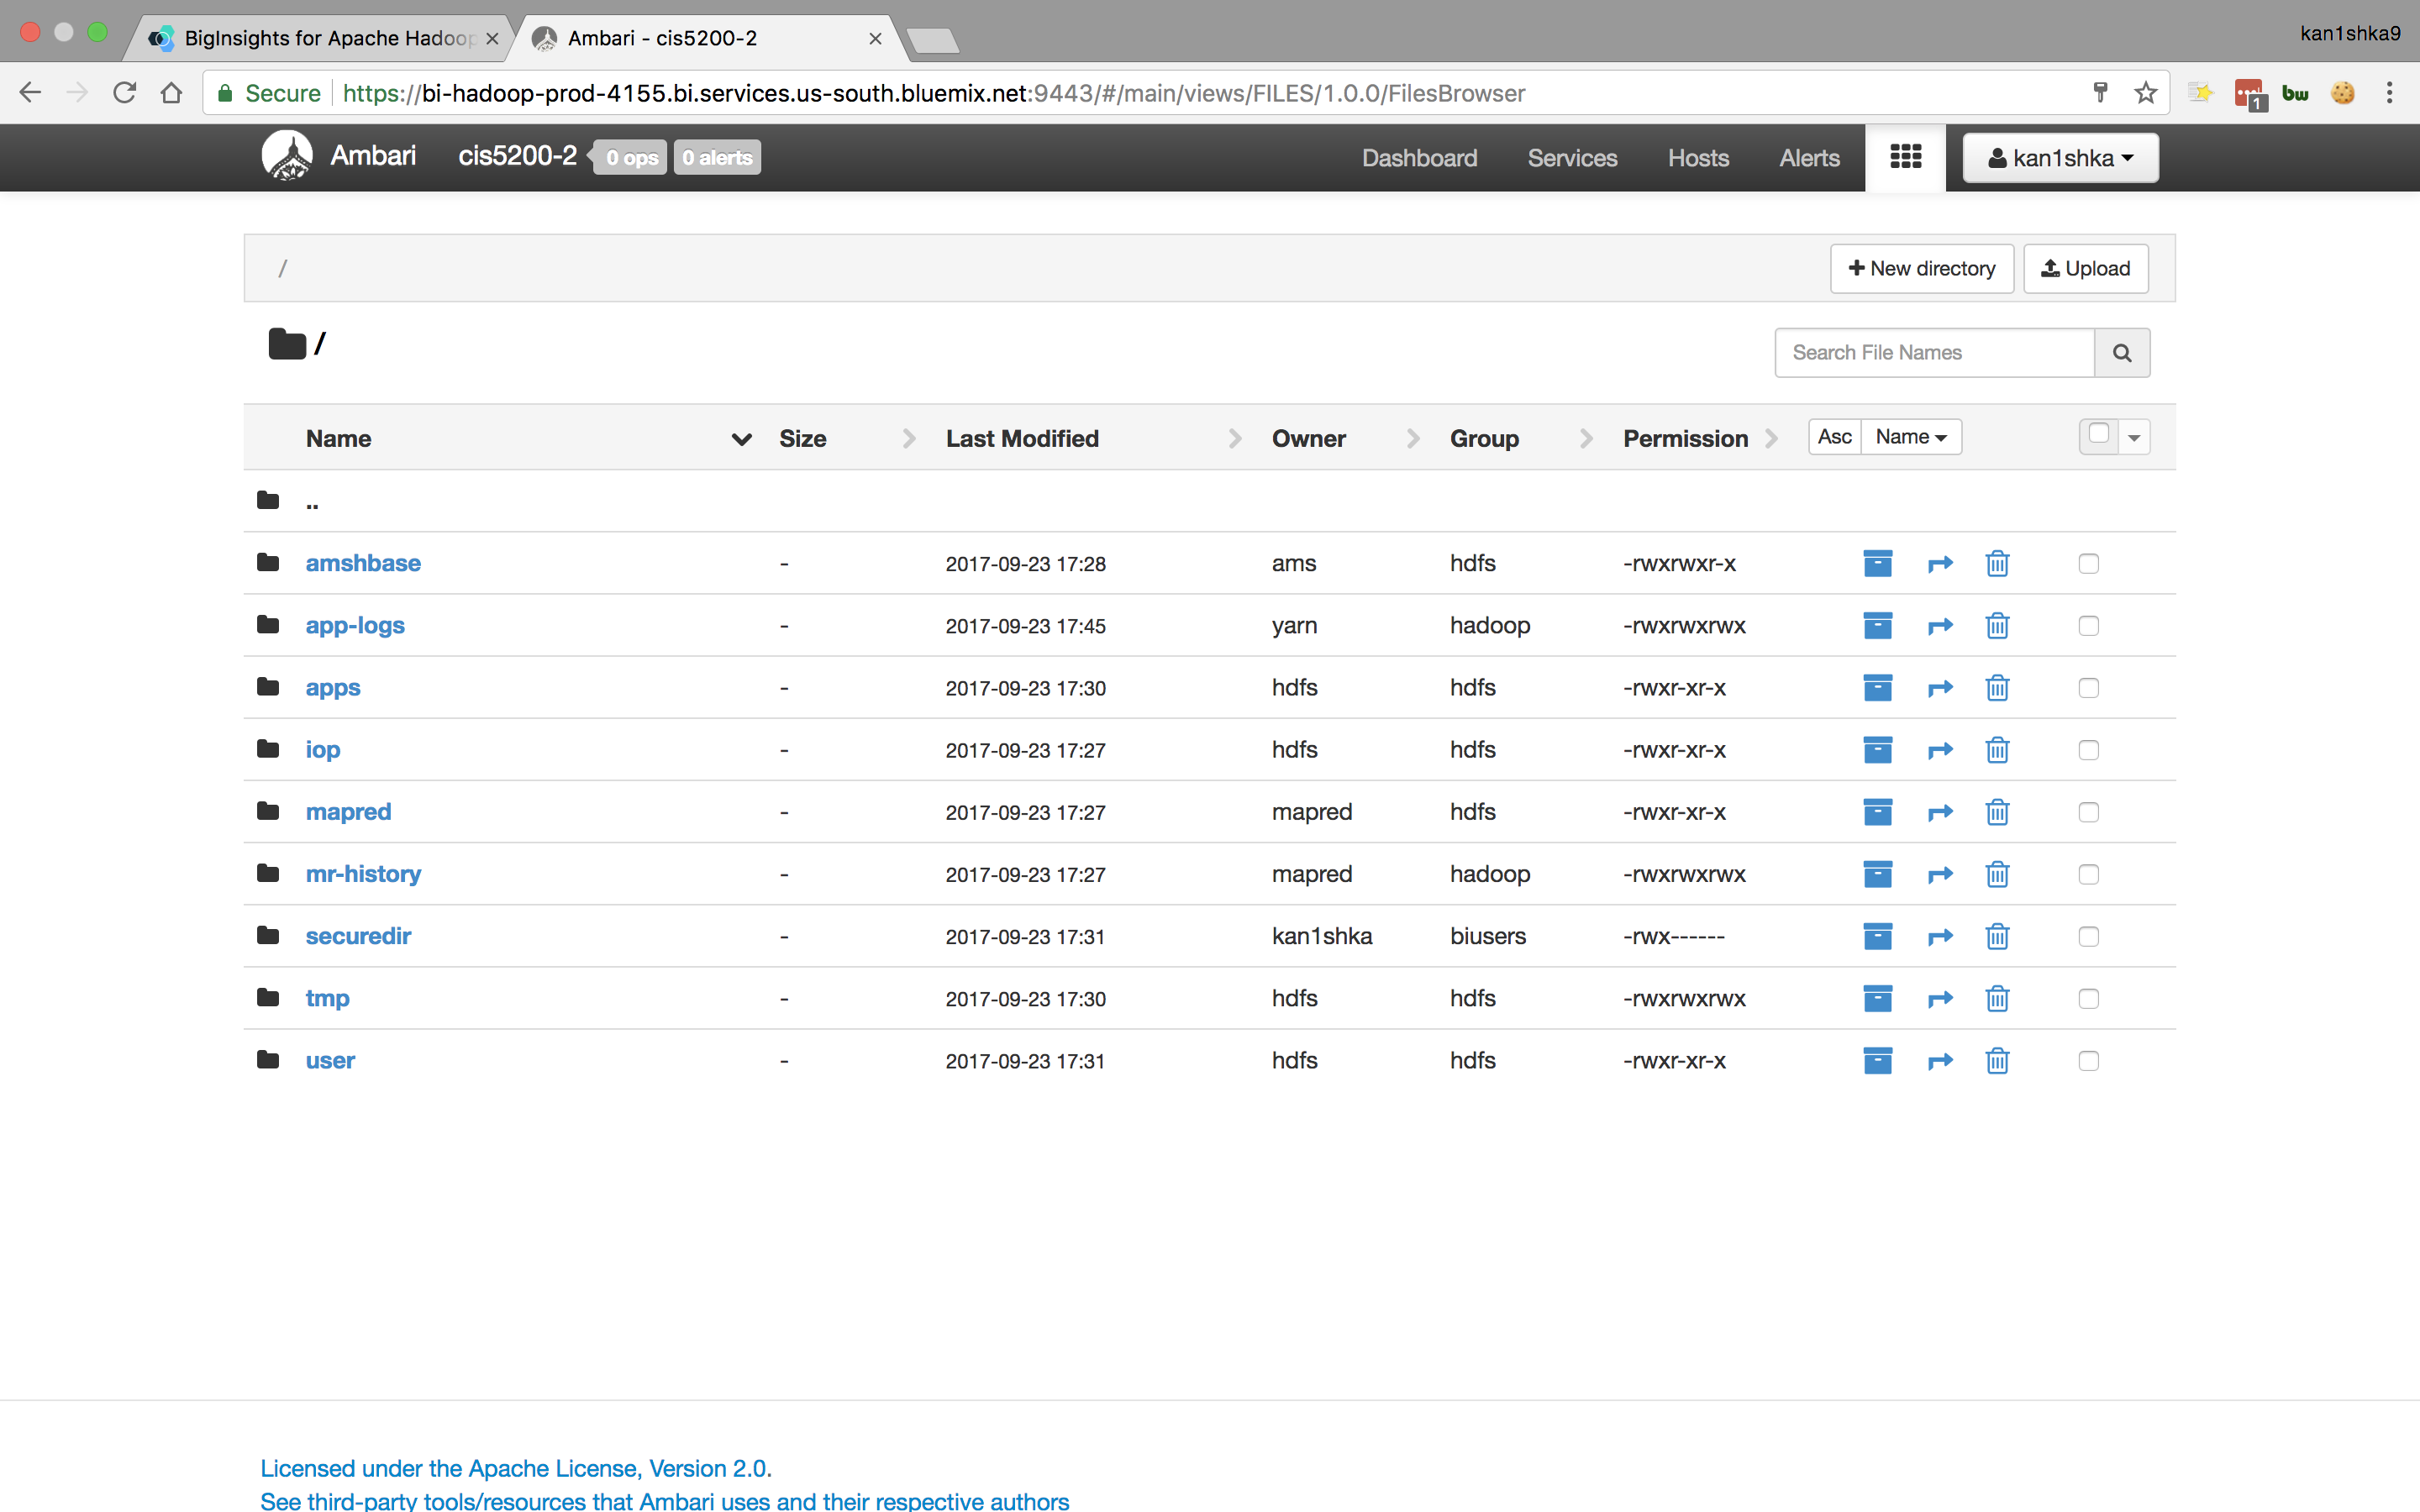 BigInsights for Apache Hadoop
Ambari - cis5200-2
kan1shka9
Secure https://bi-hadoop-prod-4155.bi.services.us-south.bluemix.net:9443/#/main/views/FILES/1.0.0/FilesBrowser
1 bw
Ambari cis5200-2 0 ops 0 alerts Dashboard Services Hosts Alerts kan1shka
/ New directory Upload
/ Search File Names
Name Size Last Modified Owner Group Permission Asc Name
..
amshbase - 2017-09-23 17:28 ams hdfs -rwxrwxr-x
app-logs - 2017-09-23 17:45 yarn hadoop -rwxrwxrwx
apps - 2017-09-23 17:30 hdfs hdfs -rwxr-xr-x
iop - 2017-09-23 17:27 hdfs hdfs -rwxr-xr-x
mapred - 2017-09-23 17:27 mapred hdfs -rwxr-xr-x
mr-history - 2017-09-23 17:27 mapred hadoop -rwxrwxrwx
securedir - 2017-09-23 17:31 kan1shka biusers -rwx------
tmp - 2017-09-23 17:30 hdfs hdfs -rwxrwxrwx
user - 2017-09-23 17:31 hdfs hdfs -rwxr-xr-x
Licensed under the Apache License, Version 2.0.
See third-party tools/resources that Ambari uses and their respective authors